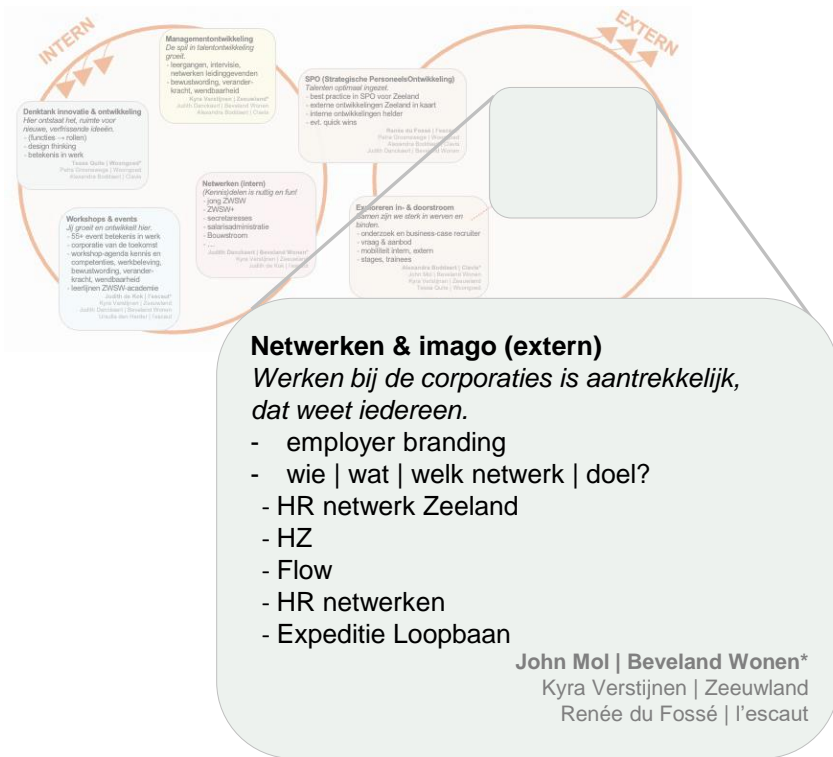 INTERN
EXTERN
Managementontwikkeling
De spil in talentontwikkeling
groeit.
- leergangen, intervisie,
netwerken leidinggevenden
- bewustwording, verander-
kracht, wendbaarheid
Kyra Verstijnen | Zeeuwland*
Judith Danckaert | Beveland Wonen
Alexandra Boddaert | Clavis
SPO (Strategische PersoneelsOntwikkeling)
Talenten optimaal ingezet.
- best practice in SPO voor Zeeland
- externe ontwikkelingen Zeeland in kaart
- interne ontwikkelingen helder
- evt. quick wins
Renée du Fossé | l'escaut*
Petra Groenewege | Woongoed
Alexandra Boddaert | Clavis
Judith Danckaert | Beveland Wonen
Denktank innovatie & ontwikkeling
Hier ontstaat het, ruimte voor
nieuwe, verfrissende ideeën.
- (functies → rollen)
- design thinking
- betekenis in werk
Tessa Quite | Woongoed*
Petra Groenewege | Woongoed
Alexandra Boddaert | Clavis
Netwerken (intern)
(Kennis)delen is nuttig en fun!
- jong ZWSW
- ZWSW+
- secretaresses
- salarisadministratie
- Bouwstroom
- ...
Judith Danckaert | Beveland Wonen*
Kyra Verstijnen | Zeeuwland
Judith de Kok | l'escaut
Exploreren in- & doorstroom
Samen zijn we sterk in werven en
binden.
- onderzoek en business-case recruiter
- vraag & aanbod
- mobiliteit intern, extern
- stages, trainees
Alexandra Boddaert | Clavis*
John Mol | Beveland Wonen
Kyra Verstijnen | Zeeuwland
Tessa Quite | Woongoed
Workshops & events
Jij groeit en ontwikkelt hier.
- 55+ event betekenis in werk
- corporatie van de toekomst
- workshop-agenda kennis en
competenties, werkbeleving,
bewustwording, verander-
kracht, wendbaarheid
- leerlijnen ZWSW-academie
Judith de Kok | l'escaut*
Kyra Verstijnen | Zeeuwland
Judith Danckaert | Beveland Wonen
Ursula den Harder | l'escaut
Netwerken & imago (extern)
Werken bij de corporaties is aantrekkelijk,
dat weet iedereen.
- employer branding
- wie | wat | welk netwerk | doel?
- HR netwerk Zeeland
- HZ
- Flow
- HR netwerken
- Expeditie Loopbaan
John Mol | Beveland Wonen*
Kyra Verstijnen | Zeeuwland
Renée du Fossé | l'escaut